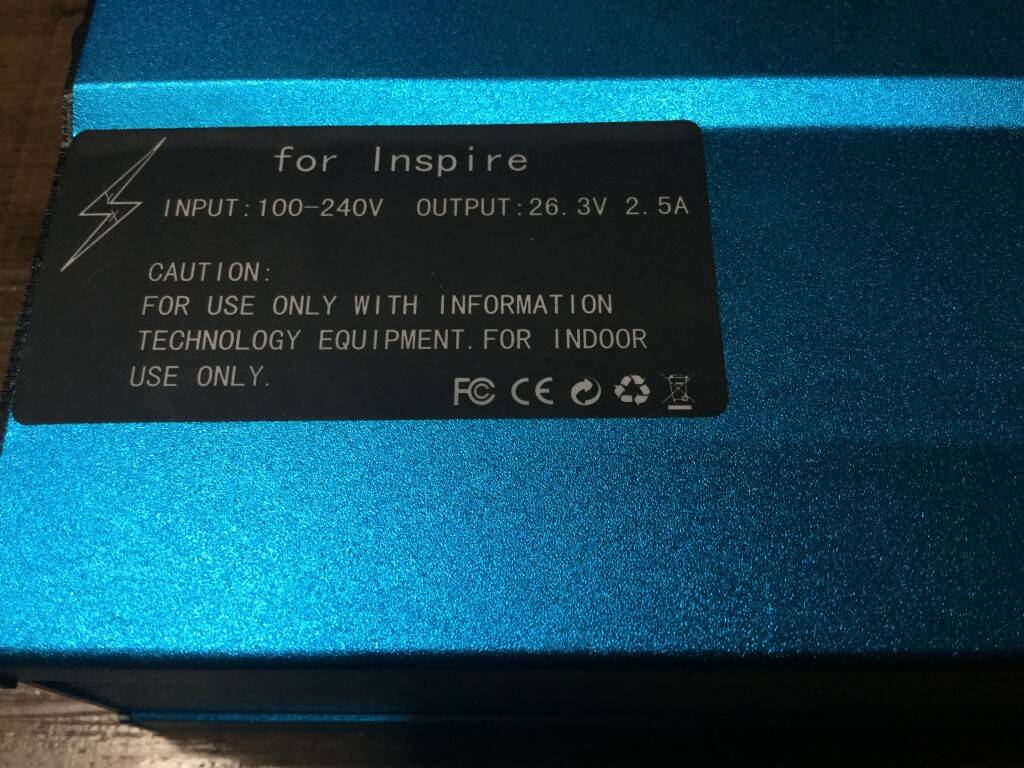 for Inspire
INPUT:100-240V OUTPUT:26.3V 2.5A
CAUTION:
FOR USE ONLY WITH INFORMATION
TECHNOLOGY EQUIPMENT.FOR INDOOR
USE ONLY.
FC CE